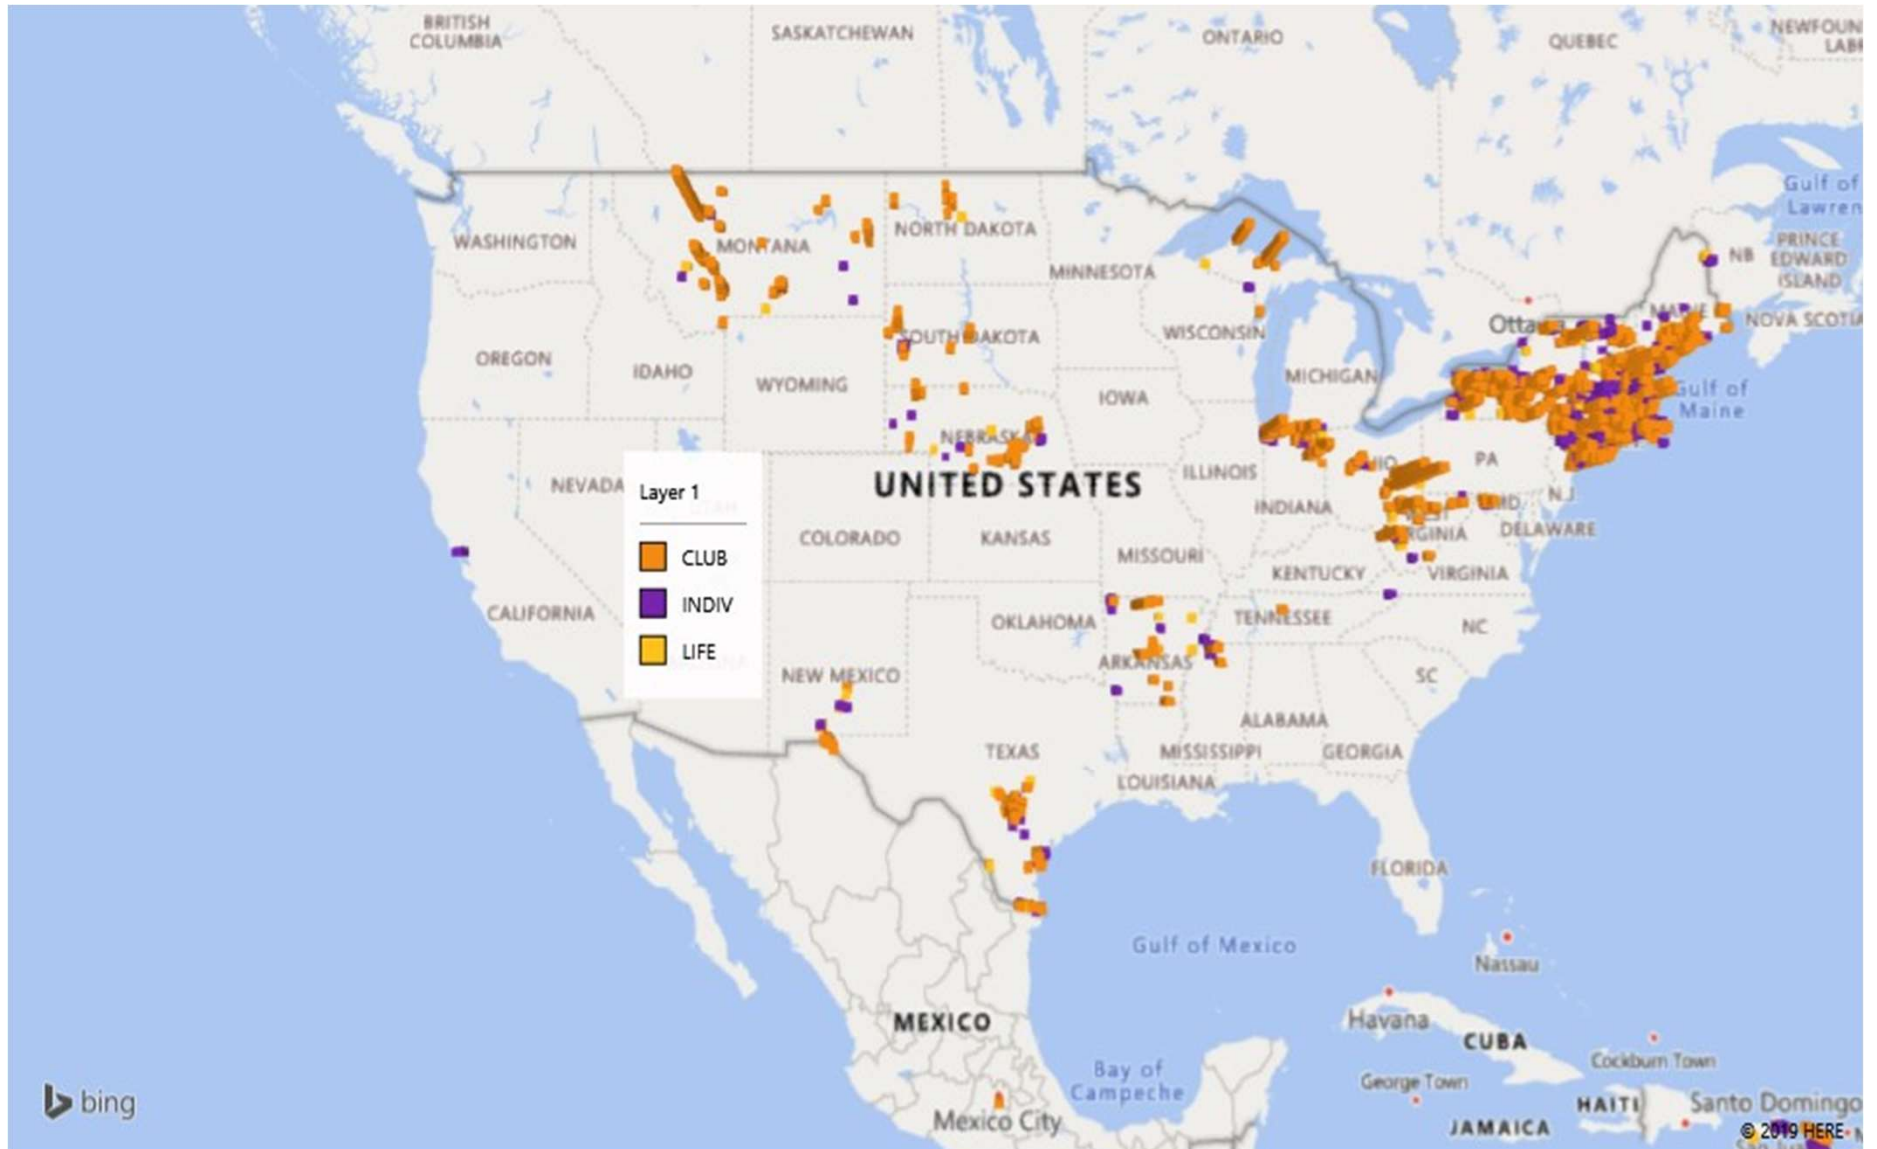 BRITISH
COLUMBIA
SASKATCHEWAN
ONTARIO
QUEBEC
NEWFOUN
LAB
Gulf of
Lawren
PRINCE
EDWARD
ISLAND
NB
NOVA SCOTIA
WASHINGTON
MONTANA
NORTH DAKOTA
MINNESOTA
MAINE
Otta
SOUTH DAKOTA
WISCONSIN
OREGON
IDAHO
WYOMING
MICHIGAN
IOWA
Gulf of
Maine
NEBRASKA
PA
NEVADA
UNITED STATES
ILLINOIS
INDIANA
NJ
DELAWARE
RGINIA
COLORADO
KANSAS
MISSOURI
KENTUCKY
VIRGINIA
CALIFORNIA
OKLAHOMA
TENNESSEE
NC
Layer 1
CLUB
INDIV
LIFE
NEW MEXICO
ARKANSAS
SC
ALABAMA
TEXAS
MISSISSIPPI
GEORGIA
LOUISIANA
FLORIDA
Gulf of Mexico
Nassau
MEXICO
Havana
CUBA
Bay of
Campeche
Cockburn Town
George Town
HAITI
Santo Domingo
Mexico City
JAMAICA
bing
© 2019 HERE